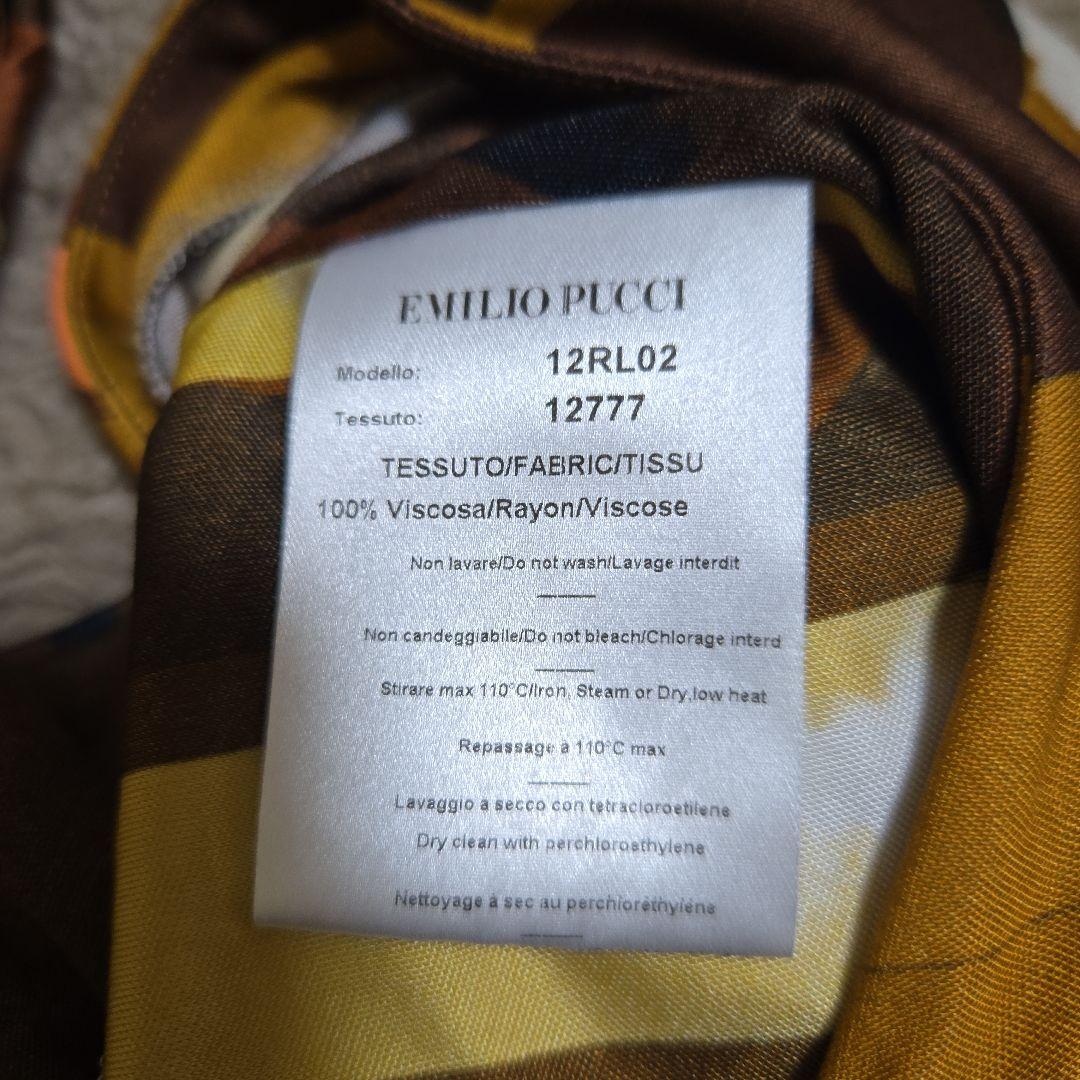 EMILIO PUCCI
Modello: 12RL02
Tessuto: 12777
TESSUTO/FABRIC/TISSU
100% Viscosa/Rayon/Viscose
Non lavare/Do not wash/Lavage interdit
Non candeggiabile/Do not bleach/Chlorage interd
Stirare max 110°C/Iron, Steam or Dry,low heat
Repassage à 110°C max
Lavaggio a secco con tetracloroetilene
Dry clean with perchloroethylene
Nettoyage à sec au perchloréthylène